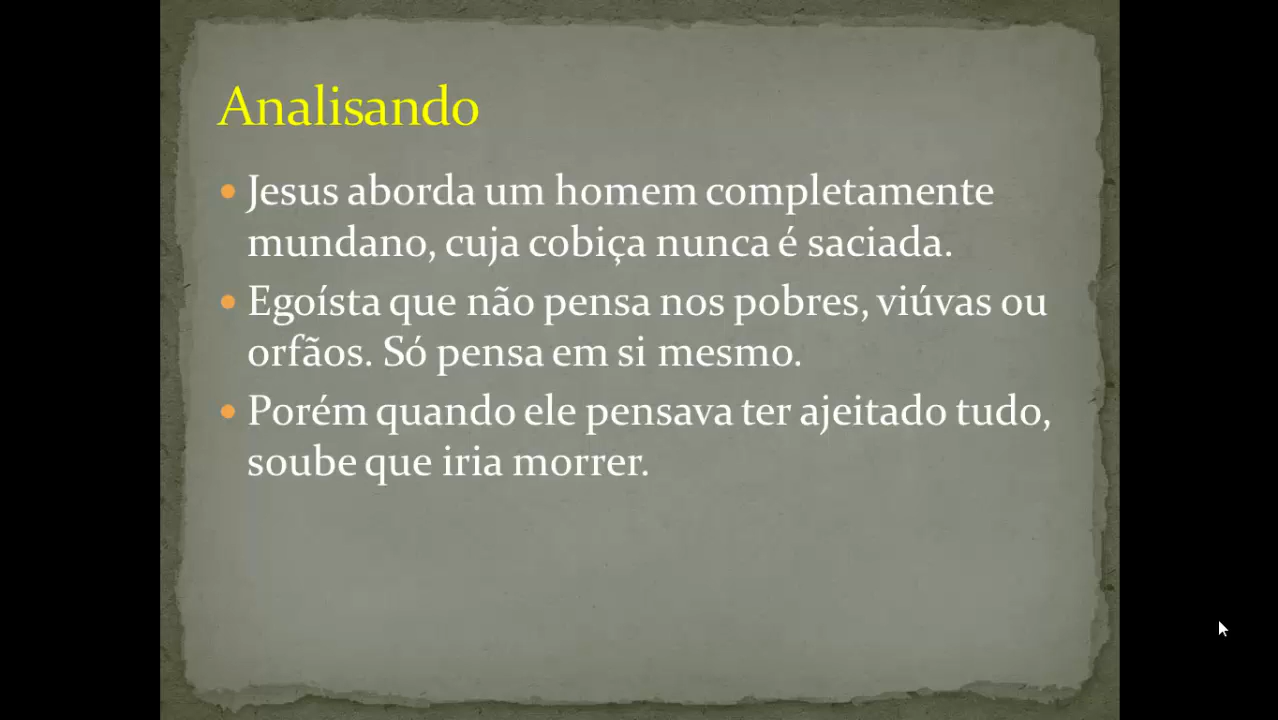 Analisando
• Jesus aborda um homem completamente
mundano, cuja cobiça nunca é saciada.
• Egoísta que não pensa nos pobres, viúvas ou
orfãos. Só pensa em si mesmo.
• Porém quando ele pensava ter ajeitado tudo,
soube que iria morrer.